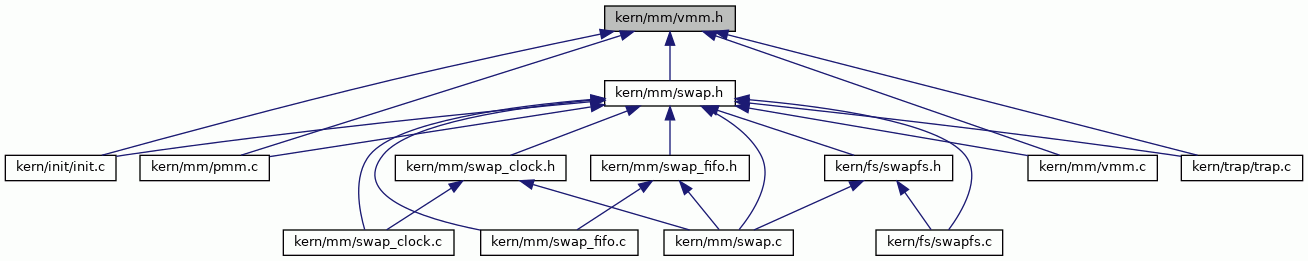 kern/mm/vmm.h
kern/mm/swap.h
kern/init/init.c
kern/mm/pmm.c
kern/mm/swap_clock.h
kern/mm/swap_fifo.h
kern/fs/swapfs.h
kern/mm/vmm.c
kern/trap/trap.c
kern/mm/swap_clock.c
kern/mm/swap_fifo.c
kern/mm/swap.c
kern/fs/swapfs.c